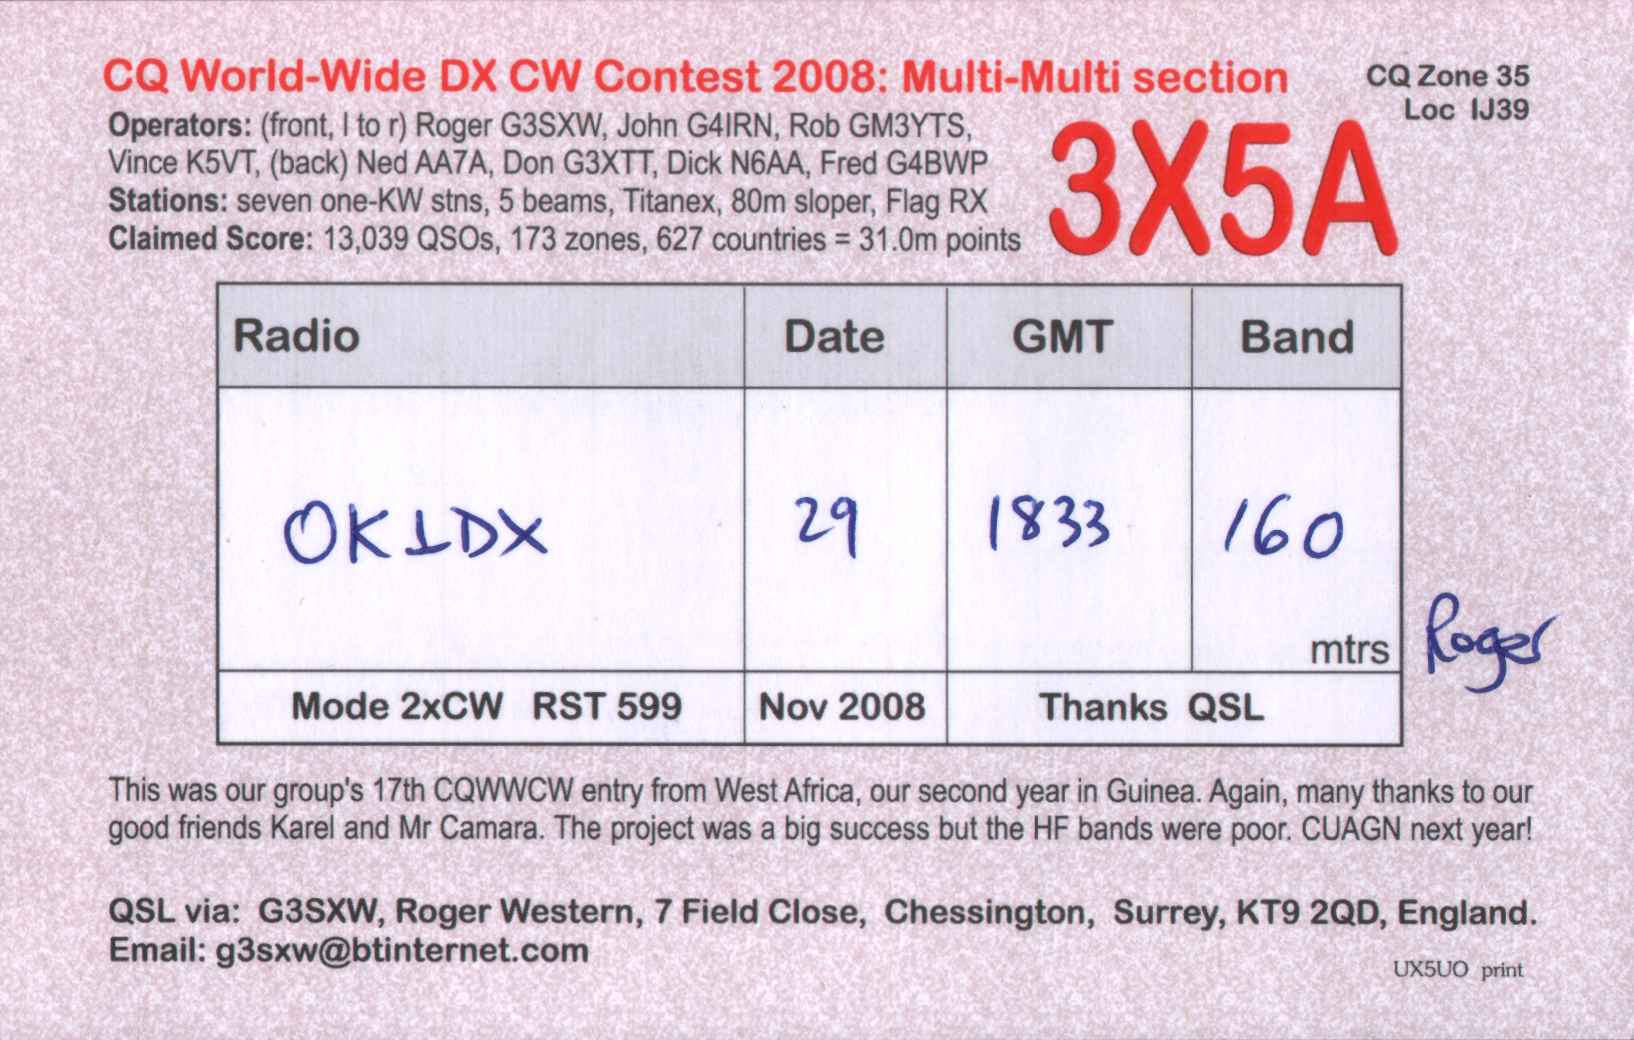 CQ World-Wide DX CW Contest 2008: Multi-Multi section
CQ Zone 35
Loc IJ39
Operators: (front, l to r) Roger G3SXW, John G4IRN, Rob GM3YTS,
Vince K5VT, (back) Ned AA7A, Don G3XTT, Dick N6AA, Fred G4BWP
Stations: seven one-KW stns, 5 beams, Titanex, 80m sloper, Flag RX
Claimed Score: 13,039 QSOs, 173 zones, 627 countries = 31.0m points
3X5A
Radio Date GMT Band
OK1DX 29 1833 160
mtrs
Roger
Mode 2xCW RST 599 Nov 2008 Thanks QSL
This was our group's 17th CQWWCW entry from West Africa, our second year in Guinea. Again, many thanks to our
good friends Karel and Mr Camara. The project was a big success but the HF bands were poor. CUAGN next year!
QSL via: G3SXW, Roger Western, 7 Field Close, Chessington, Surrey, KT9 2QD, England.
Email: g3sxw@btinternet.com
UX5UO print